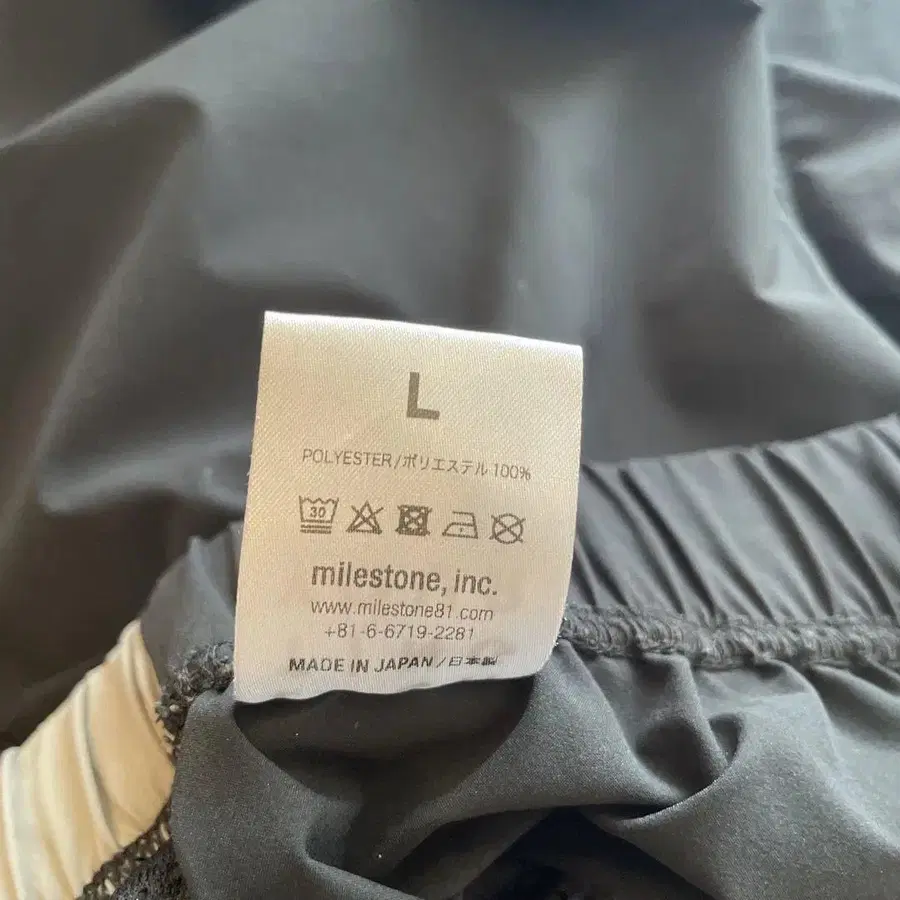 L
POLYESTER/ポリエステル 100%
30
milestone, inc.
www.milestone81.com
+81-6-6719-2281
MADE IN JAPAN/日本製